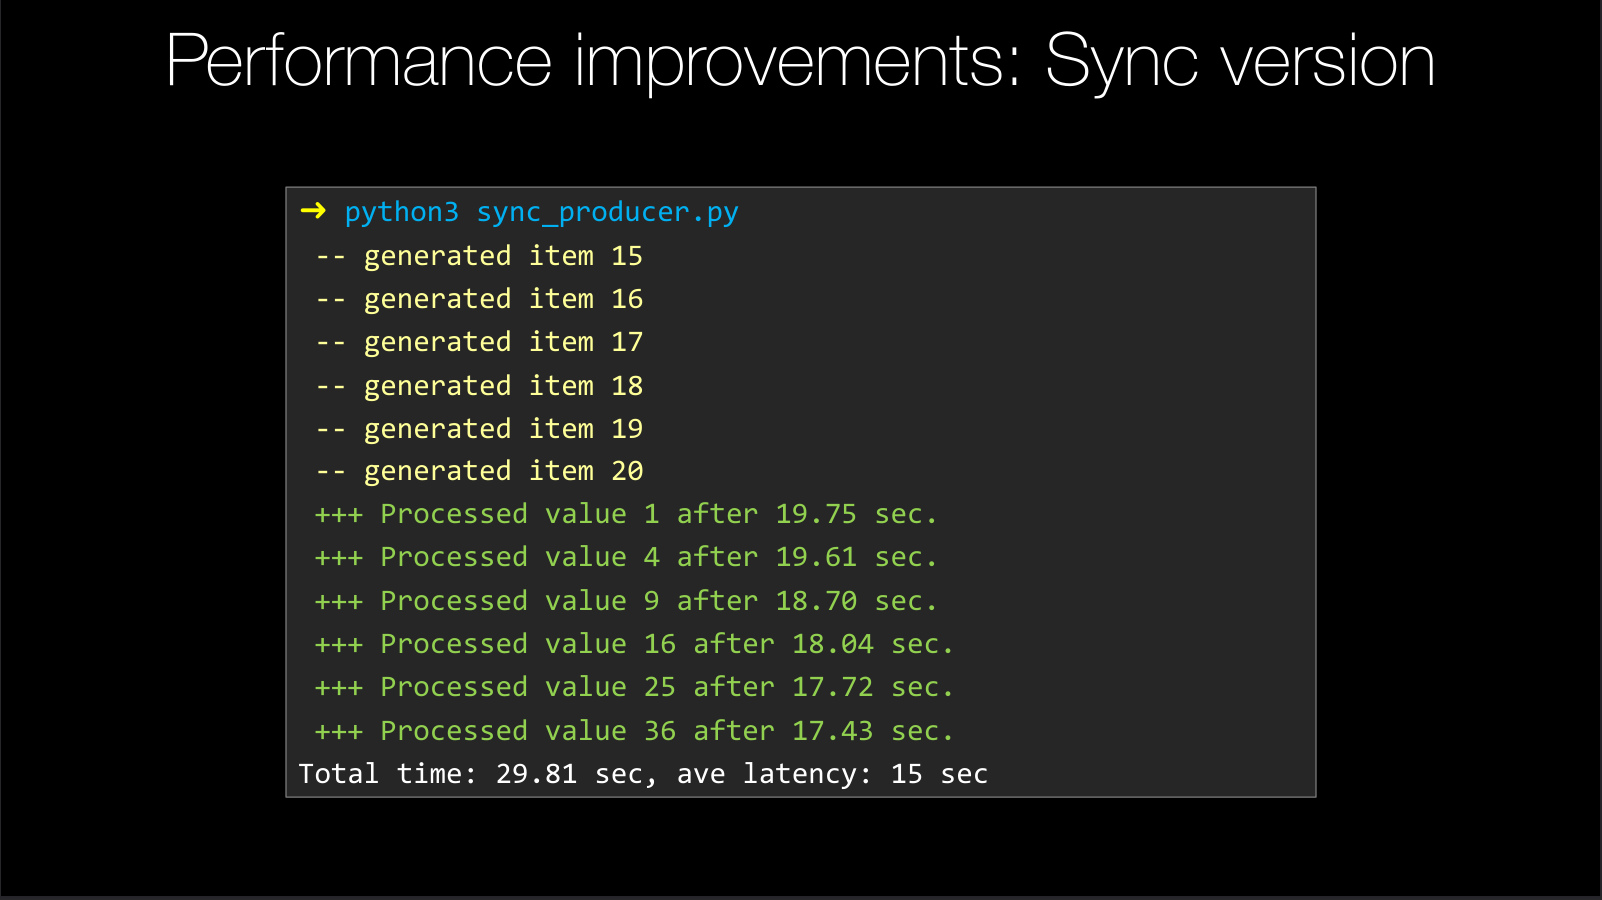 Performance improvements: Sync version
➜ python3 sync_producer.py
-- generated item 15
-- generated item 16
-- generated item 17
-- generated item 18
-- generated item 19
-- generated item 20
+++ Processed value 1 after 19.75 sec.
+++ Processed value 4 after 19.61 sec.
+++ Processed value 9 after 18.70 sec.
+++ Processed value 16 after 18.04 sec.
+++ Processed value 25 after 17.72 sec.
+++ Processed value 36 after 17.43 sec.
Total time: 29.81 sec, ave latency: 15 sec